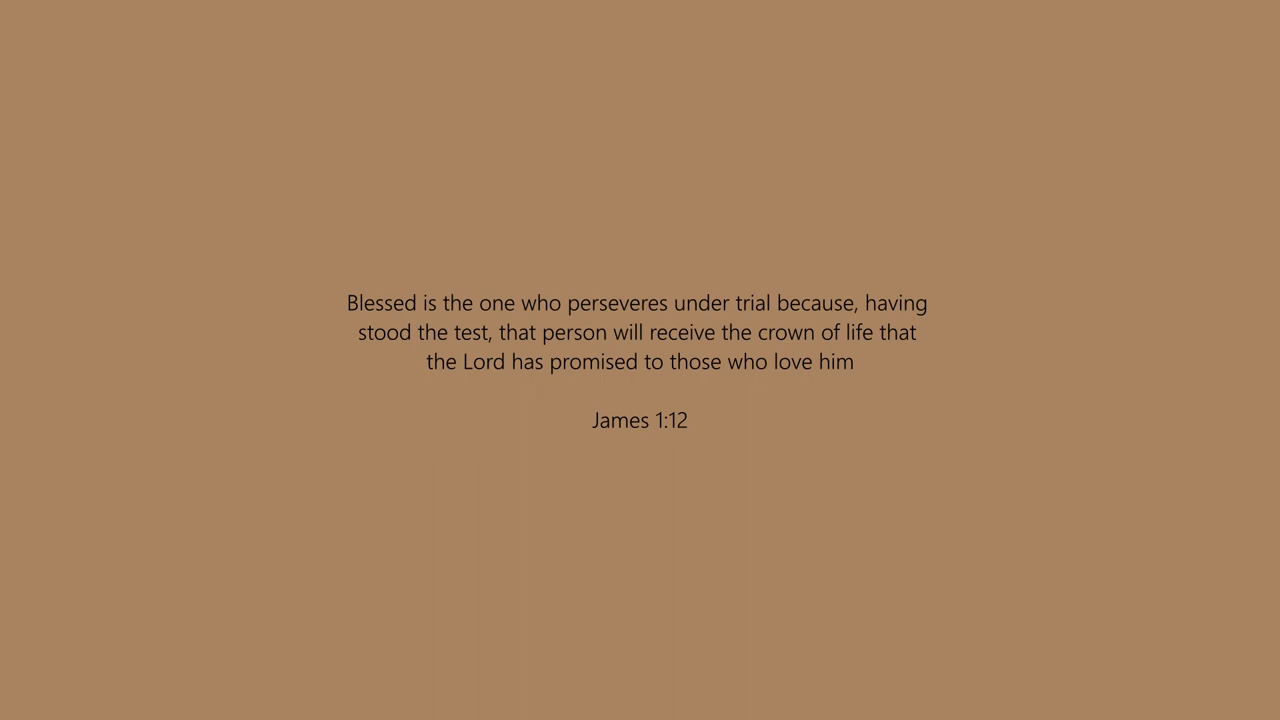 Blessed is the one who perseveres under trial because, having
stood the test, that person will receive the crown of life that
the Lord has promised to those who love him
James 1:12